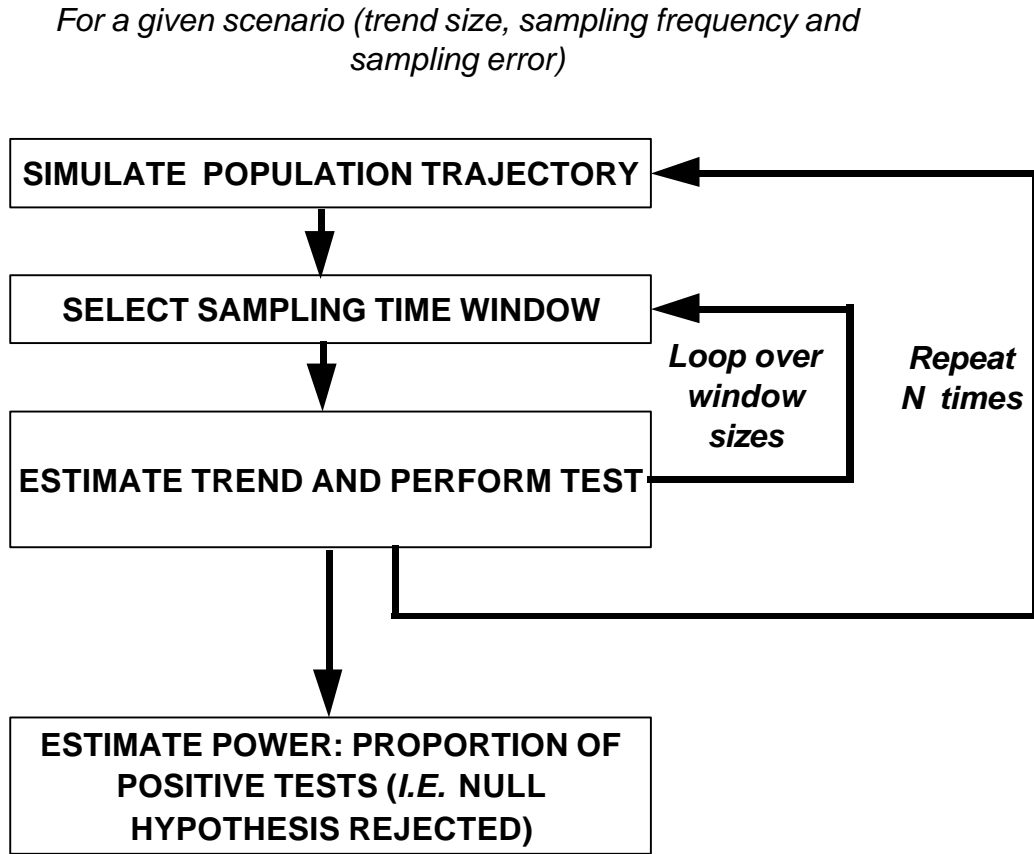 For a given scenario (trend size, sampling frequency and
sampling error)
SIMULATE POPULATION TRAJECTORY
SELECT SAMPLING TIME WINDOW
Loop over
window
sizes
Repeat
N times
ESTIMATE TREND AND PERFORM TEST
ESTIMATE POWER: PROPORTION OF
POSITIVE TESTS (I.E. NULL
HYPOTHESIS REJECTED)